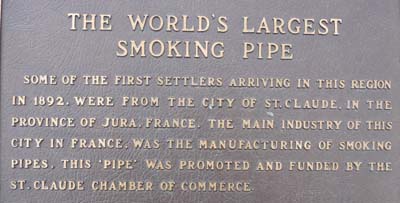 THE WORLD'S LARGEST
SMOKING PIPE
SOME OF THE FIRST SETTLERS ARRIVING IN THIS REGION
IN 1892. WERE FROM THE CITY OF ST. CLAUDE. IN THE
PROVINCE OF JURA. FRANCE. THE MAIN INDUSTRY OF THIS
CITY IN FRANCE. WAS THE MANUFACTURING OF SMOKING
PIPES. THIS 'PIPE' WAS PROMOTED AND FUNDED BY THE
ST. CLAUDE CHAMBER OF COMMERCE